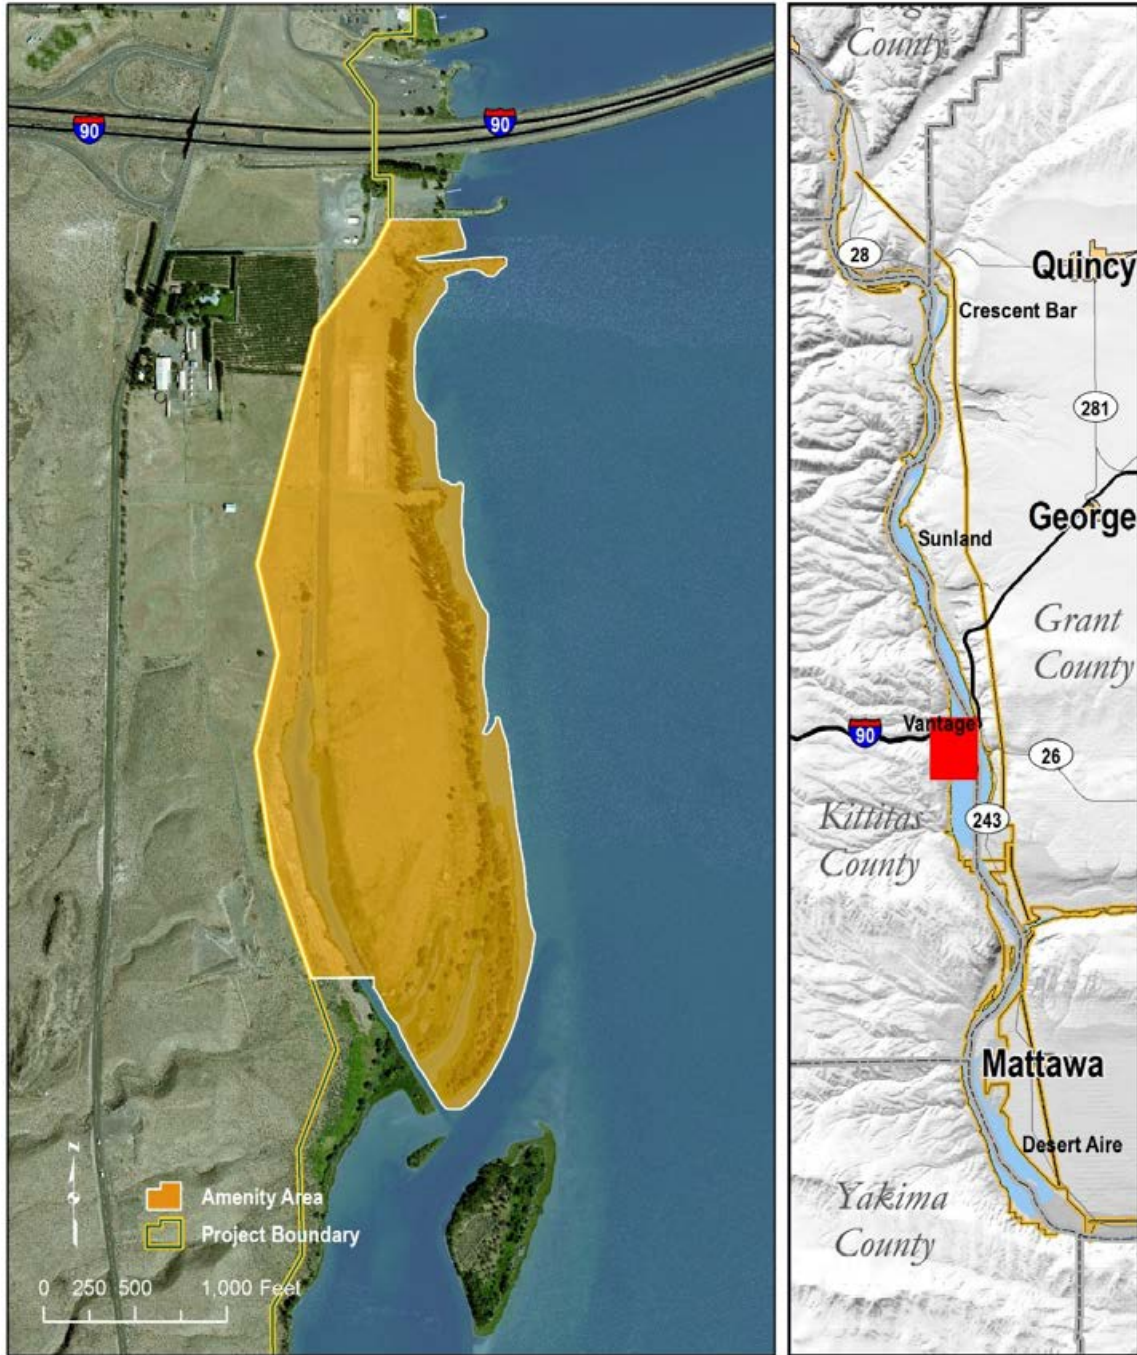 90
90
N
Amenity Area
Project Boundary
0 250 500 1,000 Feet
County
28
Quincy
Crescent Bar
281
George
Sunland
Grant
County
Vantage
90
26
Kittitas
County
243
Mattawa
Desert Aire
Yakima
County